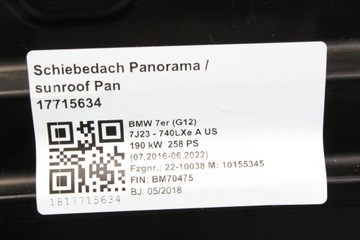 Schiebedach Panorama /
sunroof Pan
17715634
BMW 7er (G12)
7J23 - 740LXe A US
190 kW 258 PS
(07.2016-06.2022)
Fzgnr.: 22-10038 M: 10155345
FIN: BM70475
BJ: 05/2018
1817715634